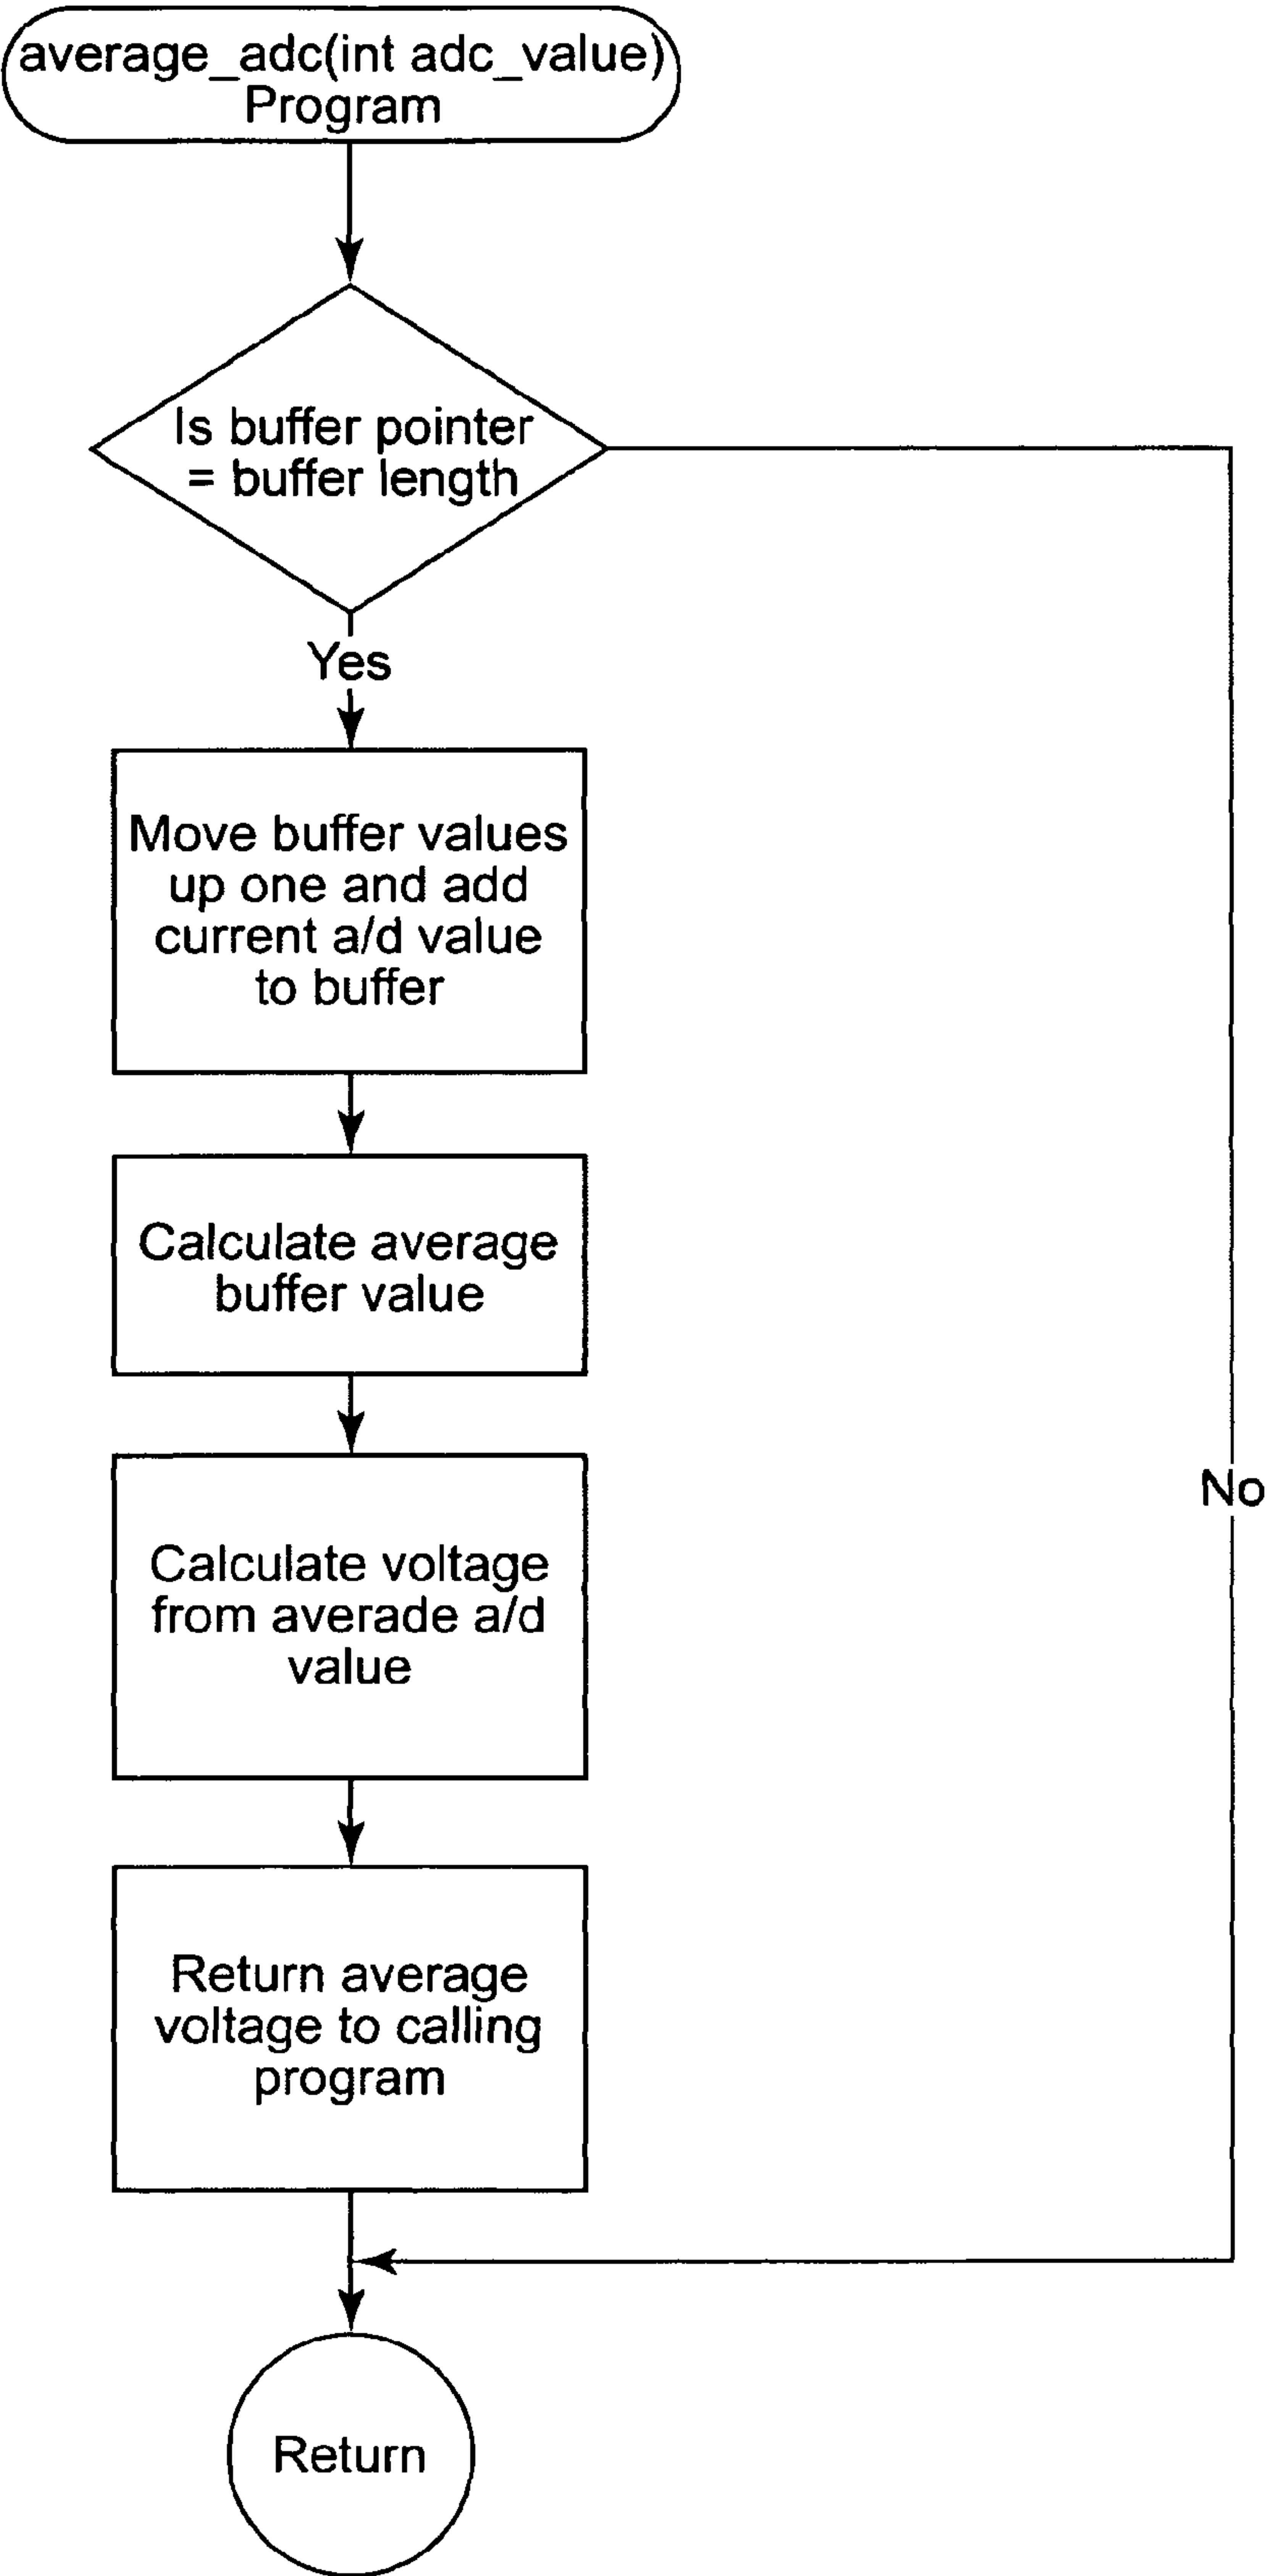 average_adc(int adc_value)
Program
Is buffer pointer
= buffer length
Yes
Move buffer values
up one and add
current a/d value
to buffer
Calculate average
buffer value
Calculate voltage
from averade a/d
value
No
Return average
voltage to calling
program
Return